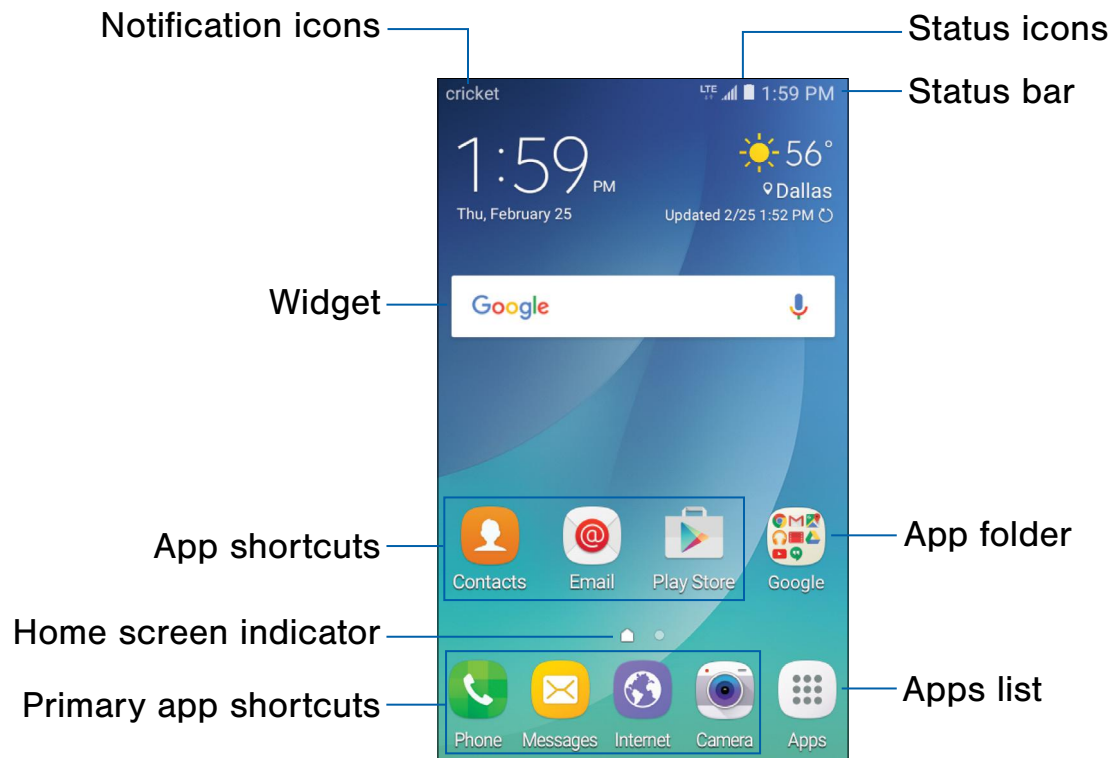 Notification icons
Status icons
cricket
LTE
1:59 PM
Status bar
1:59 PM
56°
Dallas
Thu, February 25
Updated 2/25 1:52 PM
Widget
Google
App shortcuts
App folder
Contacts
Email
Play Store
Google
Home screen indicator
Primary app shortcuts
Apps list
Phone
Messages
Internet
Camera
Apps